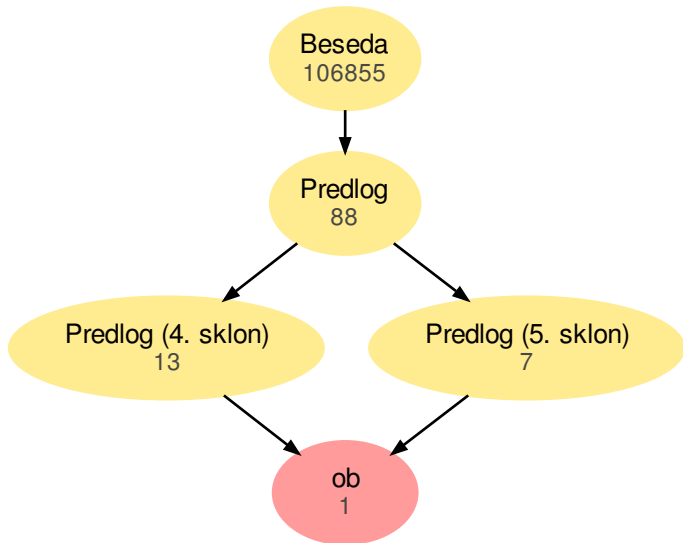 Beseda
106855
Predlog
88
Predlog (4. sklon)
13
Predlog (5. sklon)
7
ob
1